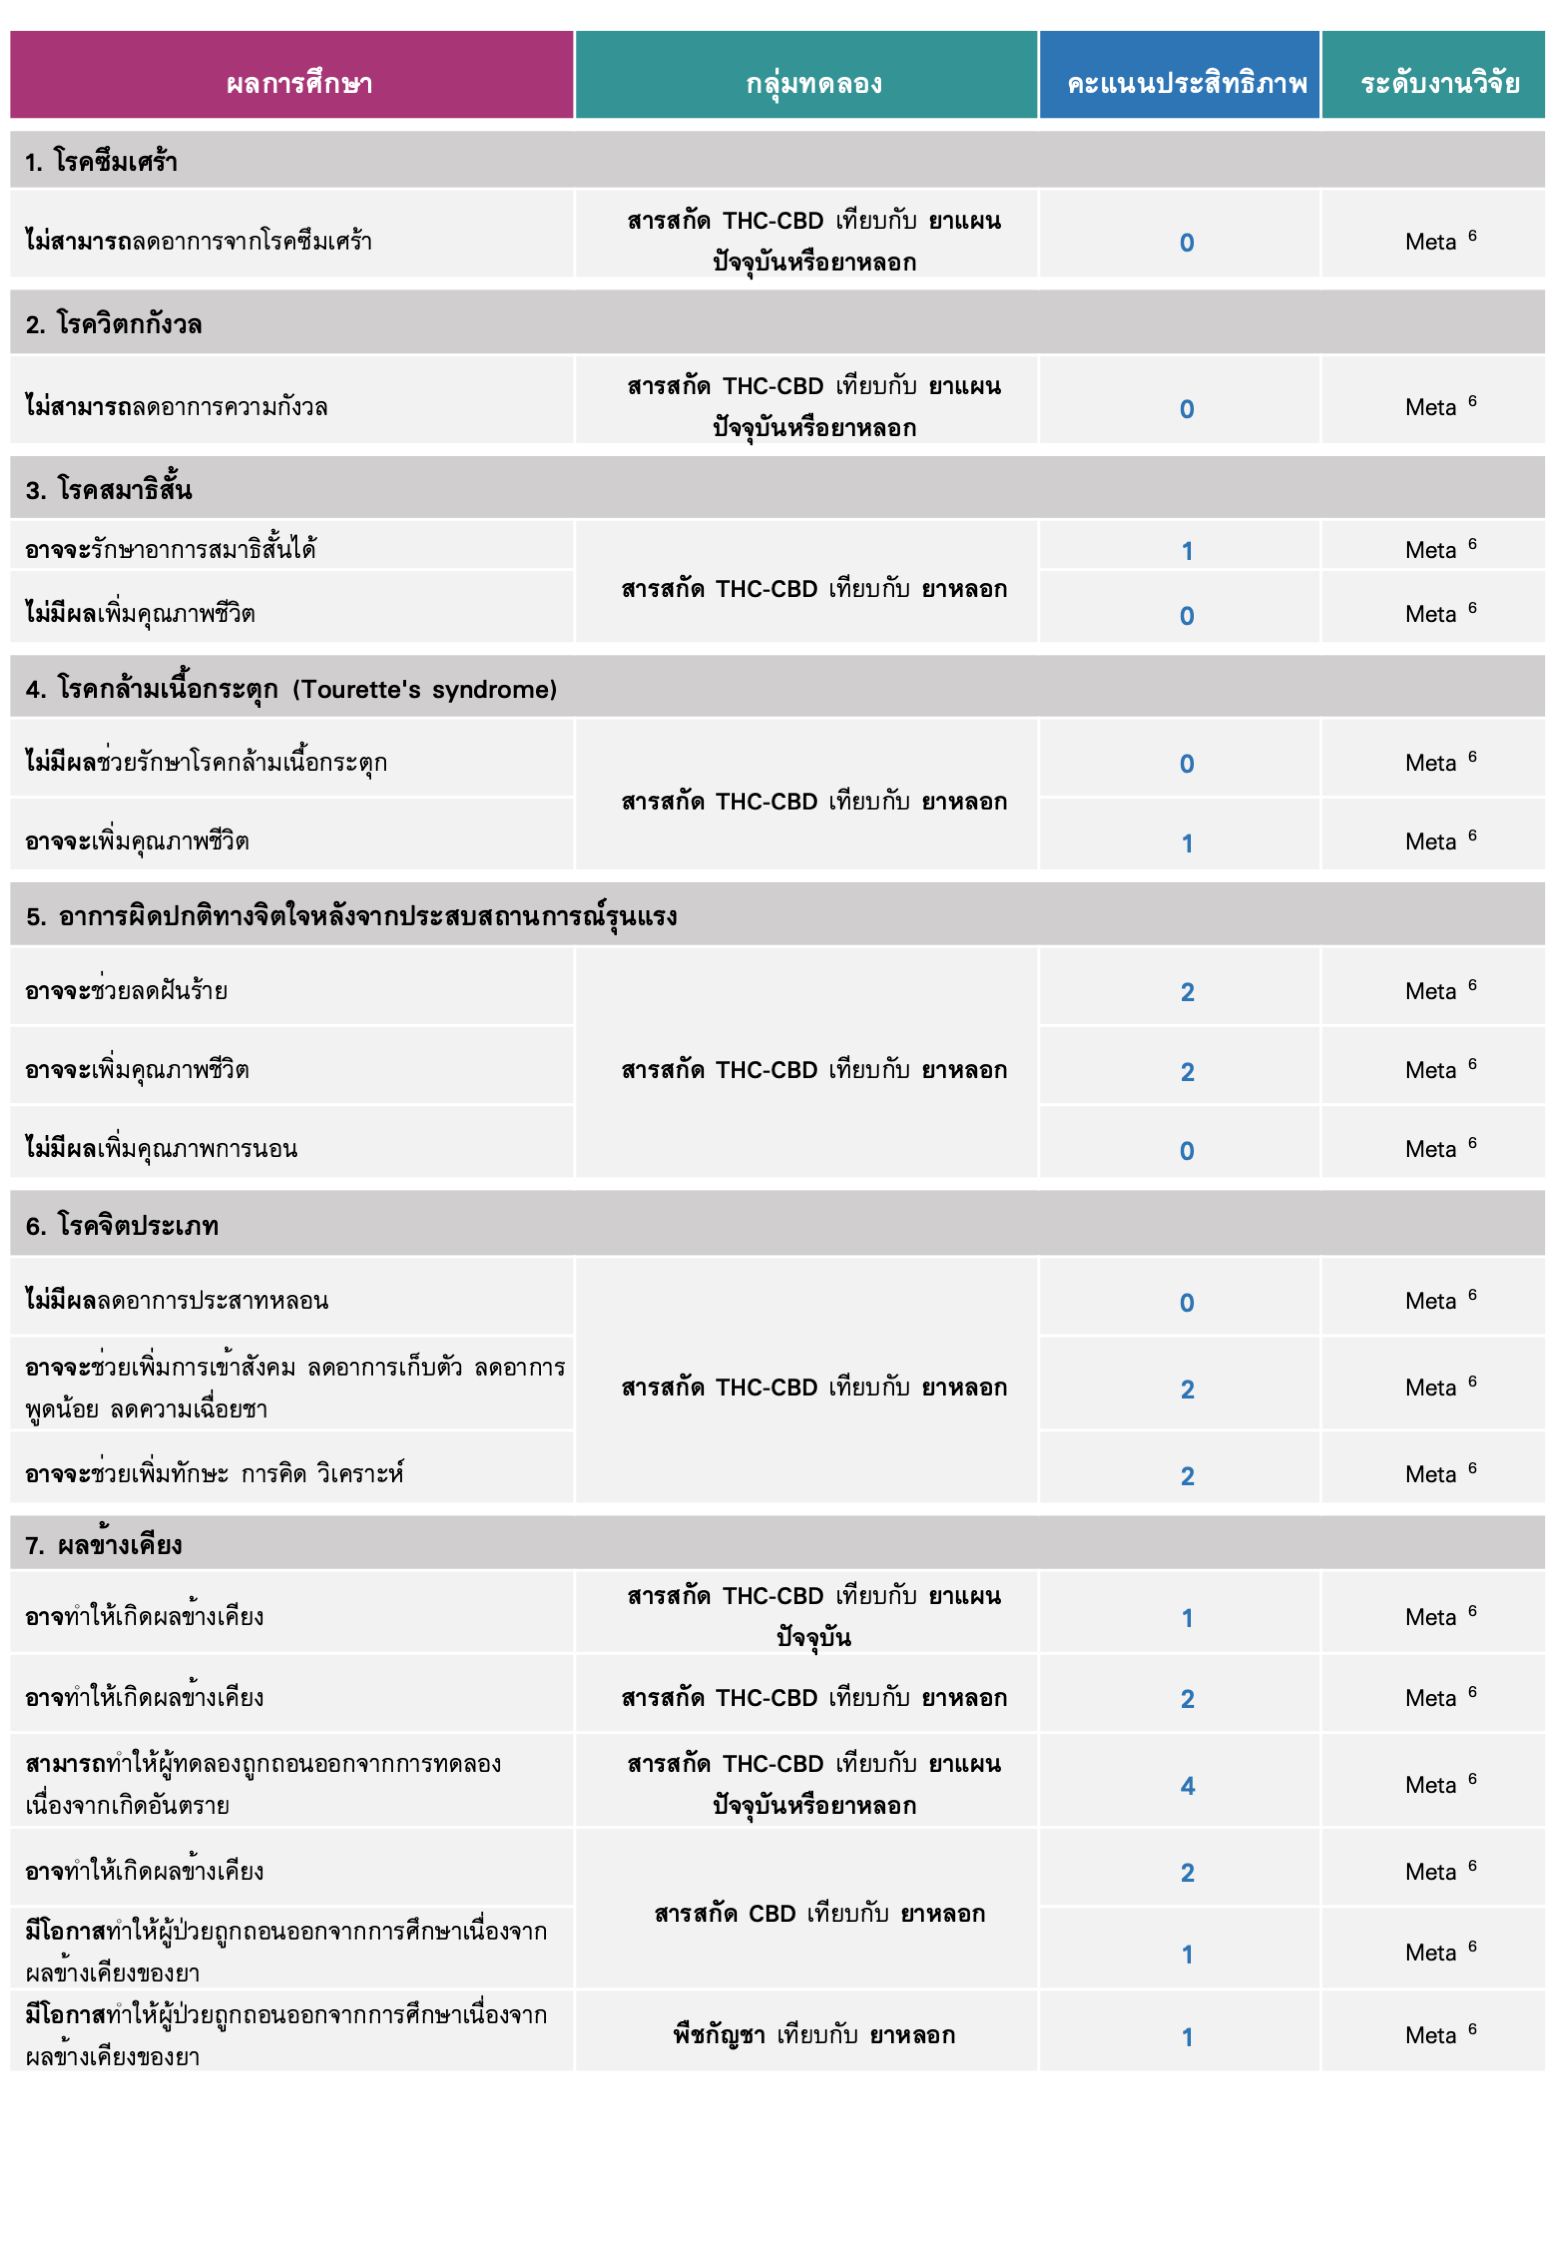 ผลการศึกษา กลุ่มทดลอง คะแนนประสิทธิภาพ ระดับงานวิจัย
1. โรคซึมเศร้า
ไม่สามารถลดอาการจากโรคซึมเศร้า
สารสกัด THC-CBD เทียบกับ ยาแผน
ปัจจุบันหรือยาหลอก
0
Meta 6
2. โรควิตกกังวล
ไม่สามารถลดอาการความกังวล
สารสกัด THC-CBD เทียบกับ ยาแผน
ปัจจุบันหรือยาหลอก
0
Meta 6
3. โรคสมาธิสั้น
อาจจะรักษาอาการสมาธิสั้นได้
1
Meta 6
สารสกัด THC-CBD เทียบกับ ยาหลอก
ไม่มีผลเพิ่มคุณภาพชีวิต
0
Meta 6
4. โรคกล้ามเนื้อกระตุก (Tourette's syndrome)
ไม่มีผลช่วยรักษาโรคกล้ามเนื้อกระตุก
0
Meta 6
สารสกัด THC-CBD เทียบกับ ยาหลอก
อาจจะเพิ่มคุณภาพชีวิต
1
Meta 6
5. อาการผิดปกติทางจิตใจหลังจากประสบสถานการณ์รุนแรง
อาจจะช่วยลดฝันร้าย
2
Meta 6
อาจจะเพิ่มคุณภาพชีวิต
สารสกัด THC-CBD เทียบกับ ยาหลอก
2
Meta 6
ไม่มีผลเพิ่มคุณภาพการนอน
0
Meta 6
6. โรคจิตประเภท
ไม่มีผลลดอาการประสาทหลอน
0
Meta 6
อาจจะช่วยเพิ่มการเข้าสังคม ลดอาการเก็บตัว ลดอาการ
พูดน้อย ลดความเฉื่อยชา
สารสกัด THC-CBD เทียบกับ ยาหลอก
2
Meta 6
อาจจะช่วยเพิ่มทักษะ การคิด วิเคราะห์
2
Meta 6
7. ผลข้างเคียง
อาจทำให้เกิดผลข้างเคียง
สารสกัด THC-CBD เทียบกับ ยาแผน
ปัจจุบัน
1
Meta 6
อาจทำให้เกิดผลข้างเคียง
สารสกัด THC-CBD เทียบกับ ยาหลอก
2
Meta 6
สามารถทำให้ผู้ทดลองถูกถอนออกจากการทดลอง
เนื่องจากเกิดอันตราย
สารสกัด THC-CBD เทียบกับ ยาแผน
ปัจจุบันหรือยาหลอก
4
Meta 6
อาจทำให้เกิดผลข้างเคียง
2
Meta 6
สารสกัด CBD เทียบกับ ยาหลอก
มีโอกาสทำให้ผู้ป่วยถูกถอนออกจากการศึกษาเนื่องจาก
ผลข้างเคียงของยา
1
Meta 6
มีโอกาสทำให้ผู้ป่วยถูกถอนออกจากการศึกษาเนื่องจาก
ผลข้างเคียงของยา
พืชกัญชา เทียบกับ ยาหลอก
1
Meta 6